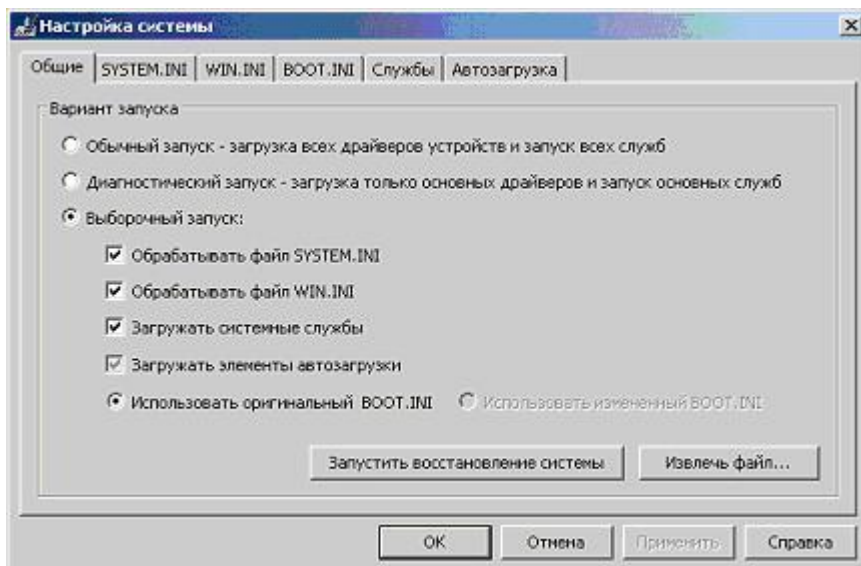 Настройка системы
Общие SYSTEM.INI WIN.INI BOOT.INI Службы Автозагрузка
Вариант запуска
Обычный запуск - загрузка всех драйверов устройств и запуск всех служб
Диагностический запуск - загрузка только основных драйверов и запуск основных служб
Выборочный запуск:
Обрабатывать файл SYSTEM.INI
Обрабатывать файл WIN.INI
Загружать системные службы
Загружать элементы автозагрузки
Использовать оригинальный BOOT.INI Использовать измененный BOOT.INI
Запустить восстановление системы Извлечь файл...
OK Отмена Применить Справка